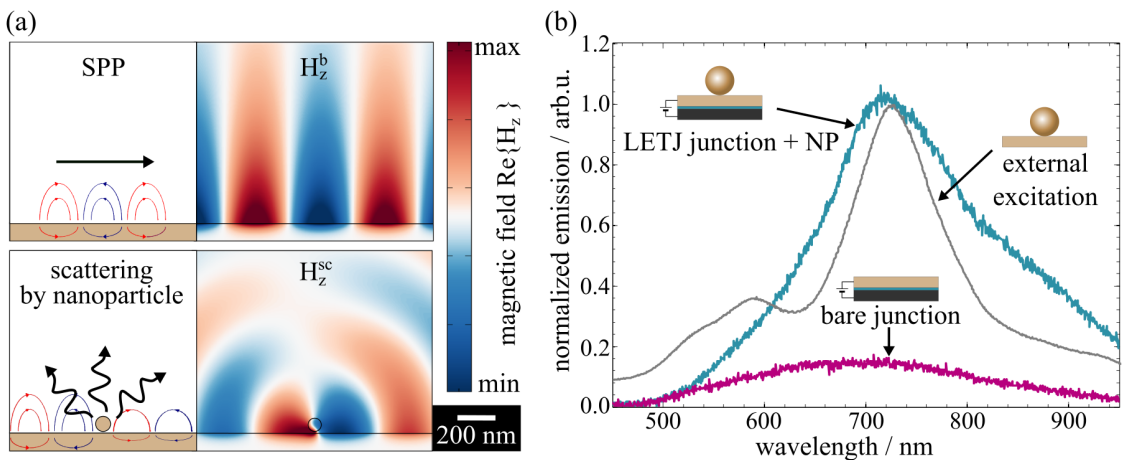 (a)
SPP
H_z^b
scattering
by nanoparticle
H_z^sc
max
magnetic field Re{H_z }
min
200 nm
(b)
normalized emission / arb.u.
1.2
1.0
0.8
0.6
0.4
0.2
0.0
LETJ junction + NP
external
excitation
bare junction
500
600
700
800
900
wavelength / nm